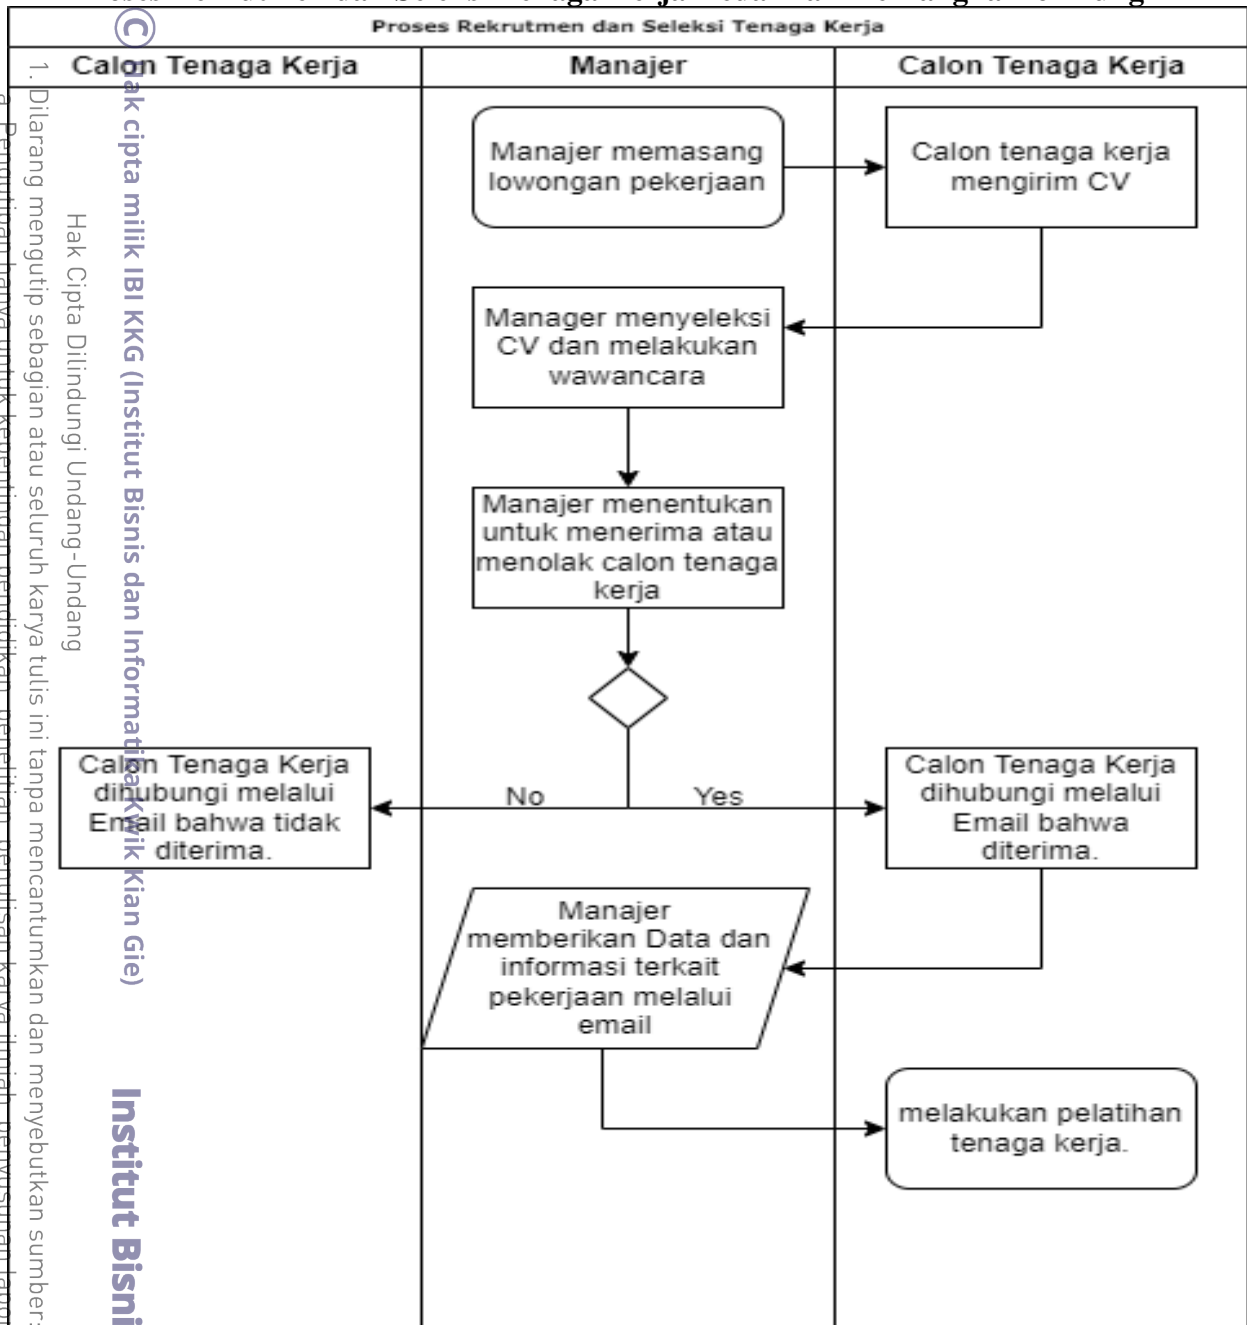 Proses Rekrutmen dan Seleksi Tenaga Kerja
Calon Tenaga Kerja
Manajer
Calon Tenaga Kerja
Manajer memasang
lowongan pekerjaan
Calon tenaga kerja
mengirim CV
Manager menyeleksi
CV dan melakukan
wawancara
Manajer menentukan
untuk menerima atau
menolak calon tenaga
kerja
No
Yes
Calon Tenaga Kerja
dihubungi melalui
Email bahwa tidak
diterima.
Calon Tenaga Kerja
dihubungi melalui
Email bahwa
diterima.
Manajer
memberikan Data dan
informasi terkait
pekerjaan melalui
email
melakukan pelatihan
tenaga kerja.
© Hak cipta milik IBI KKG (Institut Bisnis dan Informatika Kwik Kian Gie)
Institut Bisni
Hak Cipta Dilindungi Undang-Undang
1. Dilarang mengutip sebagian atau seluruh karya tulis ini tanpa mencantumkan dan menyebutkan sumber: